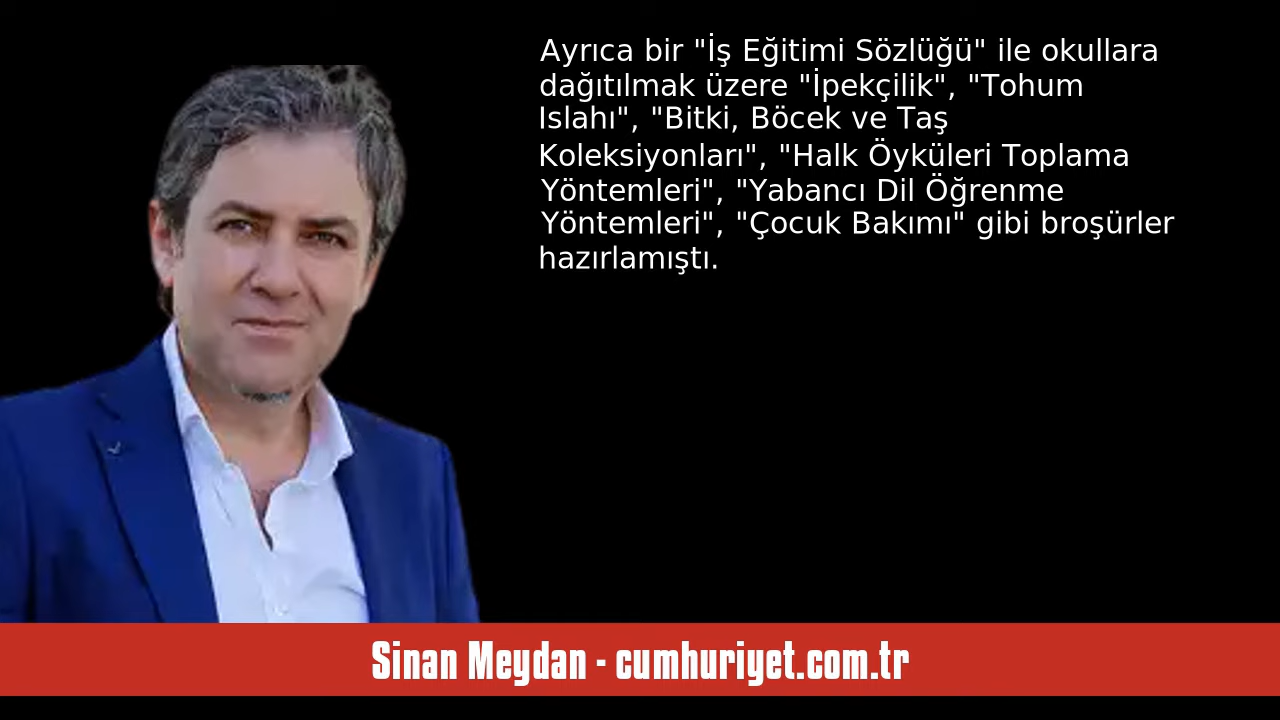 Ayrıca bir "İş Eğitimi Sözlüğü" ile okullara
dağıtılmak üzere "İpekçilik", "Tohum
Islahı", "Bitki, Böcek ve Taş
Koleksiyonları", "Halk Öyküleri Toplama
Yöntemleri", "Yabancı Dil Öğrenme
Yöntemleri", "Çocuk Bakımı" gibi broşürler
hazırlamıştı.
Sinan Meydan - cumhuriyet.com.tr